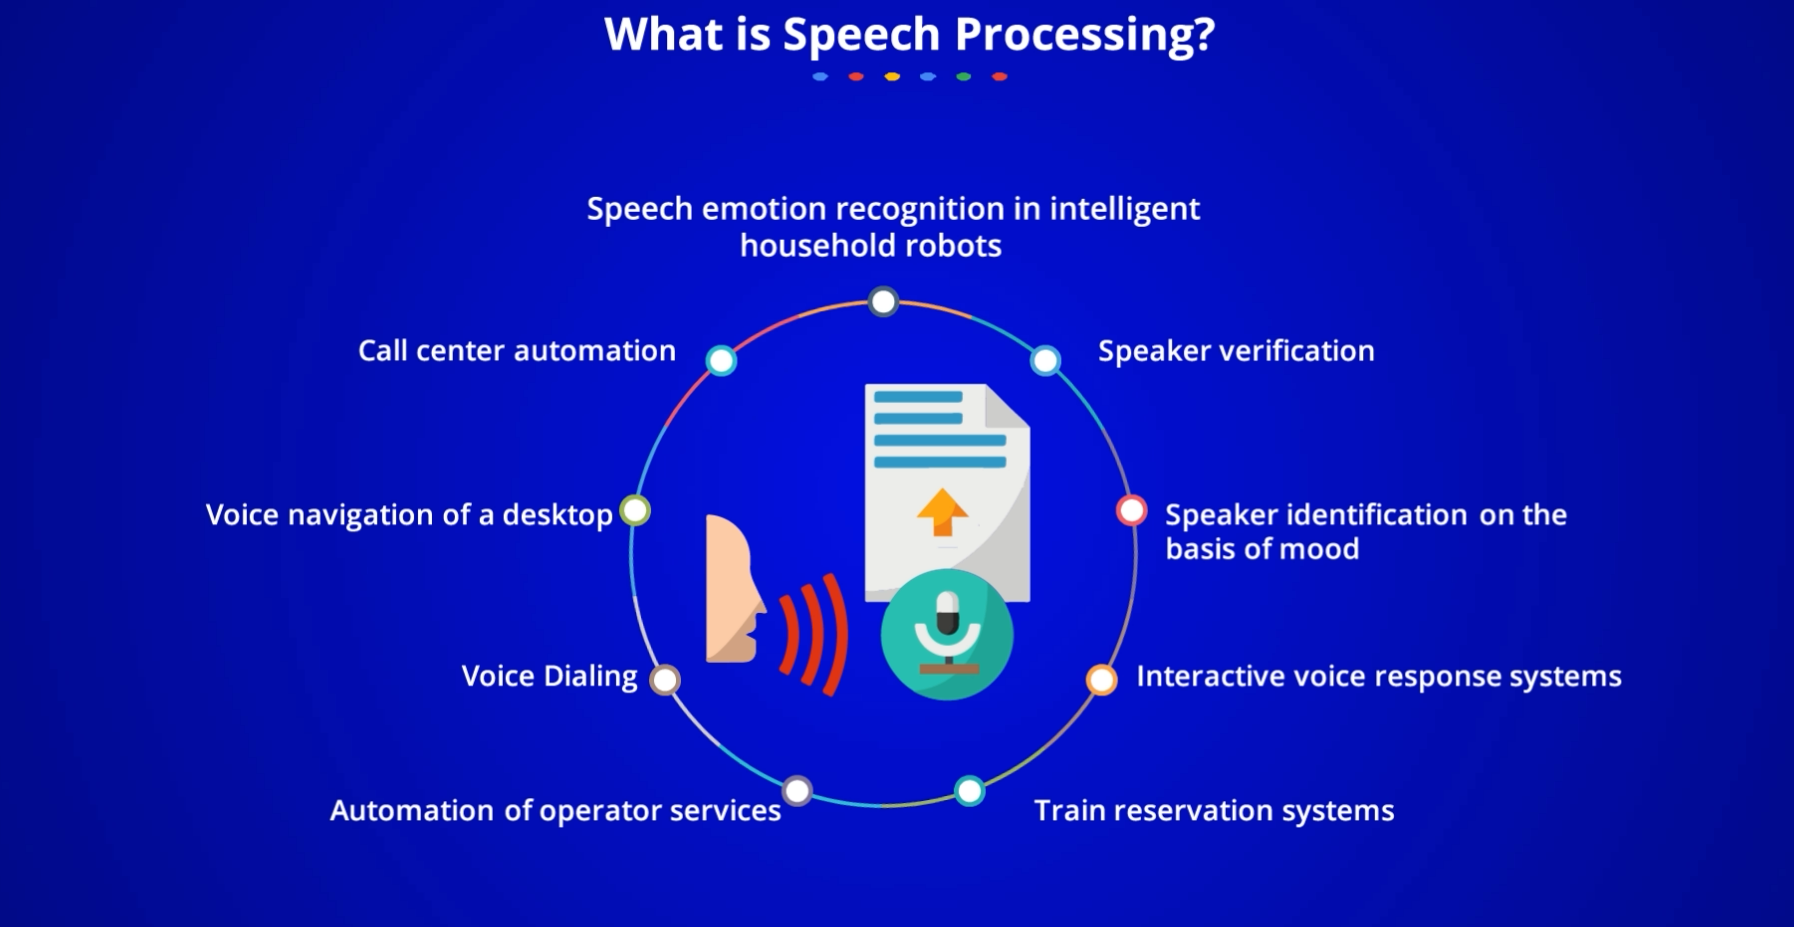 What is Speech Processing?
Speech emotion recognition in intelligent
household robots
Call center automation
Speaker verification
Voice navigation of a desktop
Speaker identification on the
basis of mood
Voice Dialing
Interactive voice response systems
Automation of operator services
Train reservation systems